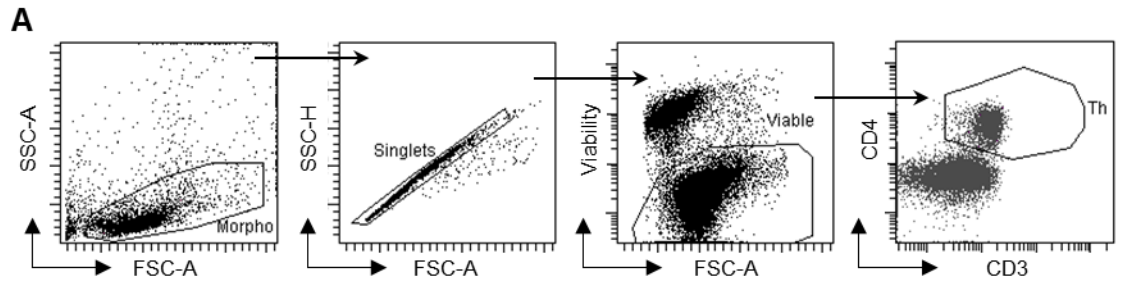 A
SSC-A
Morpho
FSC-A
SSC-H
Singlets
FSC-A
Viability
Viable
FSC-A
CD4
Th
CD3